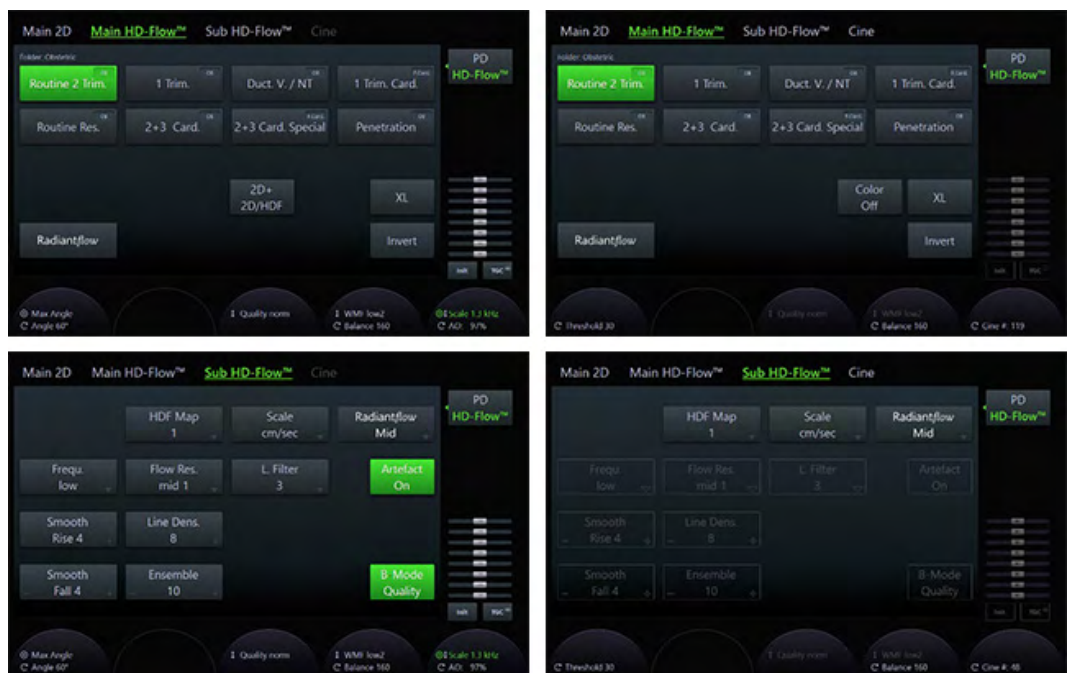 Main 2D Main HD-Flow™ Sub HD-Flow™ Cine
Folder: Obstetric
PD
HD-Flow™
Routine 2 Trim. 1 Trim. Duct. V. / NT 1 Trim. Card.
Routine Res. 2+3 Card. 2+3 Card. Special Penetration
2D+
2D/HDF
XL
Radiantflow
Invert
Init TGC
Max Angle
Angle 60°
Quality norm
WMF low2
Balance 160
Scale 1.3 kHz
AO: 97%
Main 2D Main HD-Flow™ Sub HD-Flow™ Cine
Folder: Obstetric
PD
HD-Flow™
Routine 2 Trim. 1 Trim. Duct. V. / NT 1 Trim. Card.
Routine Res. 2+3 Card. 2+3 Card. Special Penetration
Color
Off
XL
Radiantflow
Invert
Quality norm
WMF low2
Threshold 30
Balance 160
Cine #: 119
Main 2D Main HD-Flow™ Sub HD-Flow™ Cine
PD
HD-Flow™
HDF Map
1
Scale
cm/sec
Radiantflow
Mid
Frequ.
low
Flow Res.
mid 1
L. Filter
3
Artefact
On
Smooth
Rise 4
Line Dens.
8
Smooth
Fall 4
Ensemble
10
B-Mode
Quality
Init TGC
Max Angle
Angle 60°
Quality norm
WMF low2
Balance 160
Scale 1.3 kHz
AO: 97%
Main 2D Main HD-Flow™ Sub HD-Flow™ Cine
PD
HD-Flow™
HDF Map
1
Scale
cm/sec
Radiantflow
Mid
Frequ.
low
Flow Res.
mid 1
L. Filter
3
Artefact
On
Smooth
Rise 4
Line Dens.
8
Smooth
Fall 4
Ensemble
10
B-Mode
Quality
Quality norm
WMF low2
Threshold 30
Balance 160
Cine #: 48